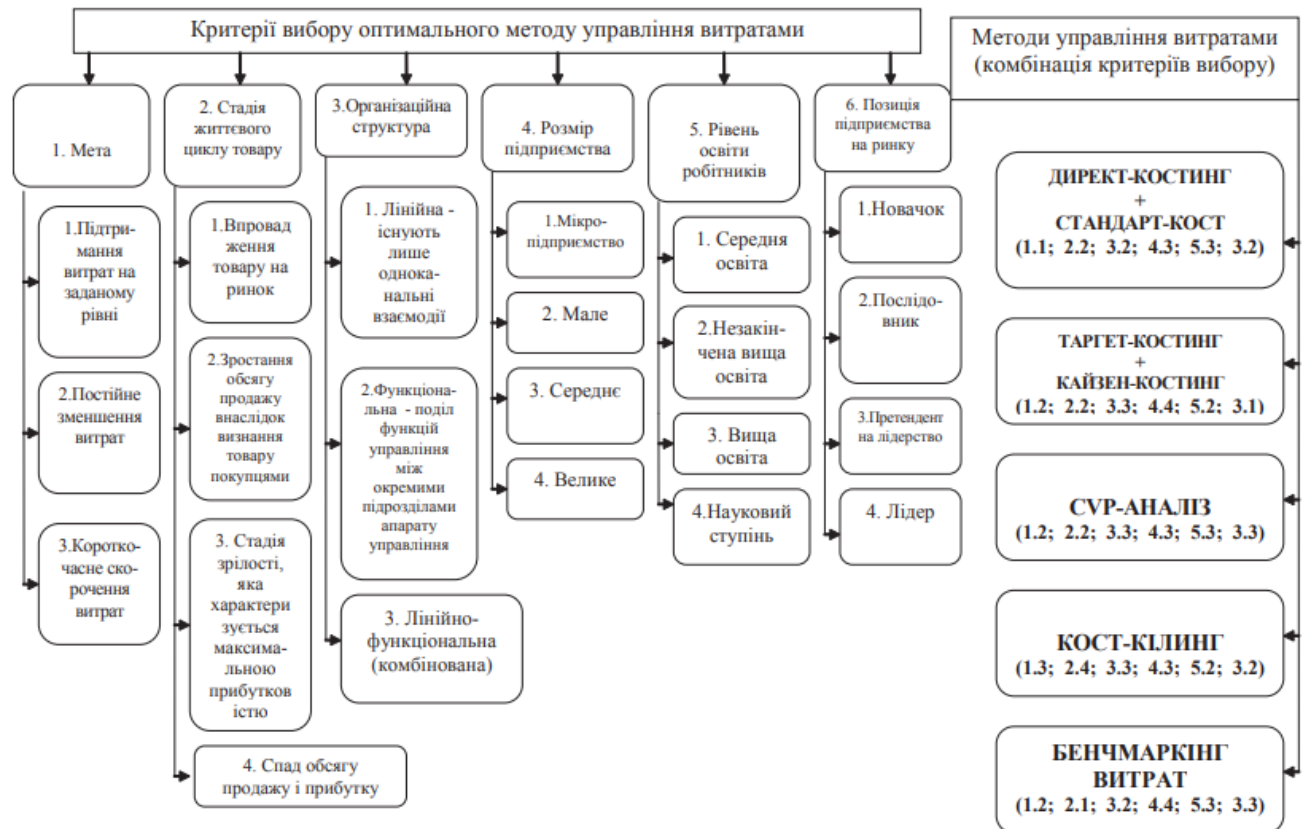 Критерії вибору оптимального методу управління витратами
Методи управління витратами
(комбінація критеріїв вибору)
1. Мета
1.Підтри-
мання
витрат на
заданому
рівні
2.Постійне
зменшення
витрат
3.Коротко-
часне ско-
рочення
витрат
2. Стадія
життєвого
циклу товару
1.Впровад
ження
товару на
ринок
2.Зростання
обсягу
продажу
внаслідок
визнання
товару
покупцями
3. Стадія
зрілості,
яка
характери
зується
максима-
льною
прибутков
істю
4. Спад обсягу
продажу і прибутку
3.Організаційна
структура
1. Лінійна -
існують
лише
однока-
нальні
взаємодії
2.Функціона-
льна - поділ
функцій
управління
між
окремими
підрозділами
апарату
управління
3. Лінійно-
функціональна
(комбінована)
4. Розмір
підприємства
1.Мікро-
підприємство
2. Мале
3. Середнє
4. Велике
5. Рівень
освіти
робітників
1. Середня
освіта
2.Незакін-
чена вища
освіта
3. Вища
освіта
4.Науковий
ступінь
6. Позиція
підприємства
на ринку
1.Новачок
2.Послідо-
вник
3.Претендент
на лідерство
4. Лідер
ДИРЕКТ-КОСТИНГ
+
СТАНДАРТ-КОСТ
(1.1; 2.2; 3.2; 4.3; 5.3; 3.2)
ТАРГЕТ-КОСТИНГ
+
КАЙЗЕН-КОСТИНГ
(1.2; 2.2; 3.3; 4.4; 5.2; 3.1)
CVP-АНАЛІЗ
(1.2; 2.2; 3.3; 4.3; 5.3; 3.3)
КОСТ-КІЛИНГ
(1.3; 2.4; 3.3; 4.3; 5.2; 3.2)
БЕНЧМАРКІНГ
ВИТРАТ
(1.2; 2.1; 3.2; 4.4; 5.3; 3.3)